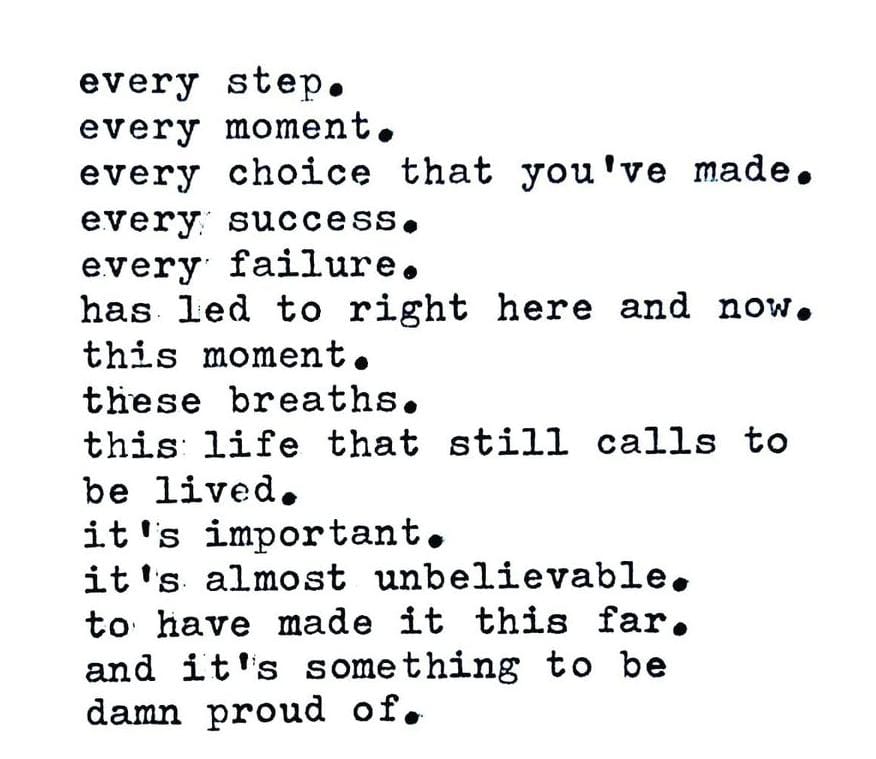 every step.
every moment.
every choice that you've made.
every success.
every failure.
has led to right here and now.
this moment.
these breaths.
this life that still calls to
be lived.
it's important.
it's almost unbelievable.
to have made it this far.
and it's something to be
damn proud of.